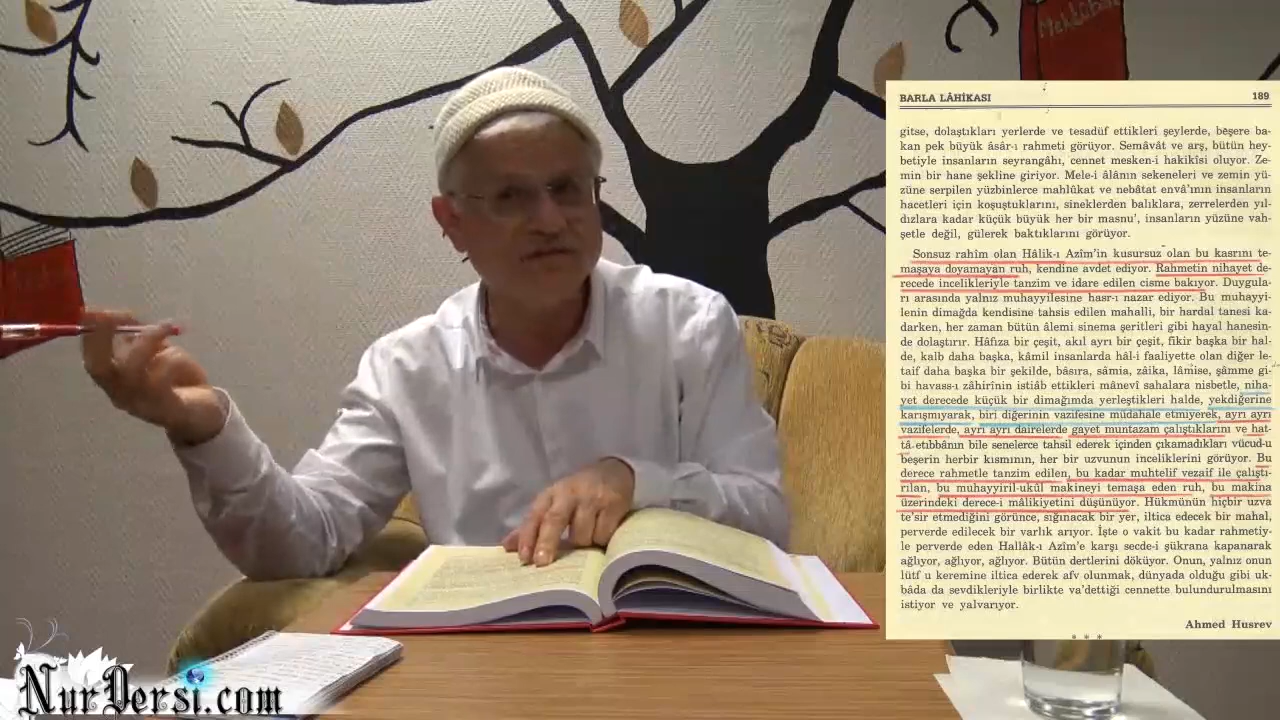 Mektûbat
BARLA LÂHİKASI 189
gitse, dolaştıkları yerlerde ve tesadüf ettikleri şeylerde, beşere ba-
kan pek büyük âsâr-ı rahmeti görüyor. Semâvât ve arş, bütün hey-
betiyle insanların seyrangâhı, cennet mesken-i hakikîsi oluyor. Ze-
min bir hane şekline giriyor. Mele-i âlânın sekeneleri ve zemin yü-
züne serpilen yüzbinlerce mahlûkat ve nebâtat envâ'ının insanların
hacetleri için koşuştuklarını, sineklerden balıklara, zerrelerden yıl-
dızlara kadar küçük büyük her bir masnu', insanların yüzüne vah-
şetle değil, gülerek baktıklarını görüyor.
Sonsuz rahîm olan Hâlik-ı Azîm'in kusursuz olan bu kasrını te-
maşaya doyamayan ruh, kendine avdet ediyor. Rahmetin nihayet de-
recede incelikleriyle tanzim ve idare edilen cisme bakıyor. Duygula-
rı arasında yalnız muhayyilesine hasr-ı nazar ediyor. Bu muhayyi-
lenin dimağda kendisine tahsis edilen mahalli, bir hardal tanesi ka-
darken, her zaman bütün âlemi sinema şeritleri gibi hayal hanesin-
de dolaştırır. Hâfıza bir çeşit, akıl ayrı bir çeşit, fikir başka bir hal-
de, kalb daha başka, kâmil insanlarda hâl-i faaliyette olan diğer le-
taif daha başka bir şekilde, bâsıra, sâmia, zâika, lâmise, şâmme gi-
bi havass-ı zâhirînin istiâb ettikleri mânevî sahalara nisbetle, niha-
yet derecede küçük bir dimağımda yerleştikleri halde, yekdiğerine
karışmıyarak, biri diğerinin vazifesine müdahale etmiyerek, ayrı ayrı
vazifelerde, ayrı ayrı dairelerde gayet muntazam çalıştıklarını ve hat-
tâ etıbbânın bile senelerce tahsil ederek içinden çıkamadıkları vücud-u
beşerin herbir kısmının, her bir uzvunun inceliklerini görüyor. Bu
derece rahmetle tanzim edilen, bu kadar muhtelif vezaif ile çalıştı-
rılan, bu muhayyiril-ukûl makineyi temaşa eden ruh, bu makina
üzerindeki derece-i mâlikiyetini düşünüyor. Hükmünün hiçbir uzva
te'sir etmediğini görünce, sığınacak bir yer, iltica edecek bir mahal,
perverde edilecek bir varlık arıyor. İşte o vakit bu kadar rahmetiy-
le perverde eden Hallâk-ı Azîm'e karşı secde-i şükrana kapanarak
ağlıyor, ağlıyor, ağlıyor. Bütün dertlerini döküyor. Onun, yalnız onun
lütf u keremine iltica ederek afv olunmak, dünyada olduğu gibi uk-
bâda da sevdikleriyle birlikte va'dettiği cennette bulundurulmasını
istiyor ve yalvarıyor.
Ahmed Husrev
* * *
NurDersi.com